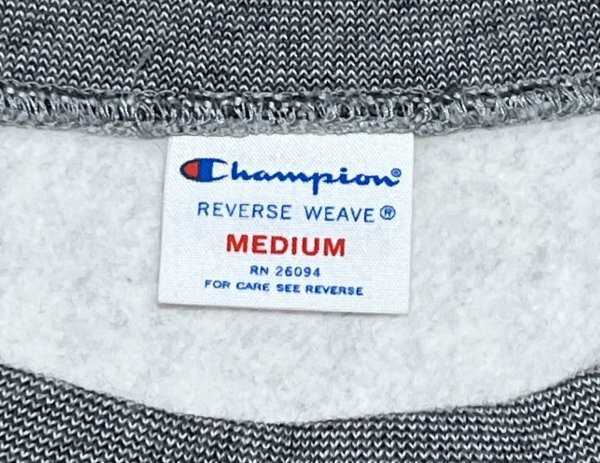 Champion®
REVERSE WEAVE®
MEDIUM
RN 26094
FOR CARE SEE REVERSE